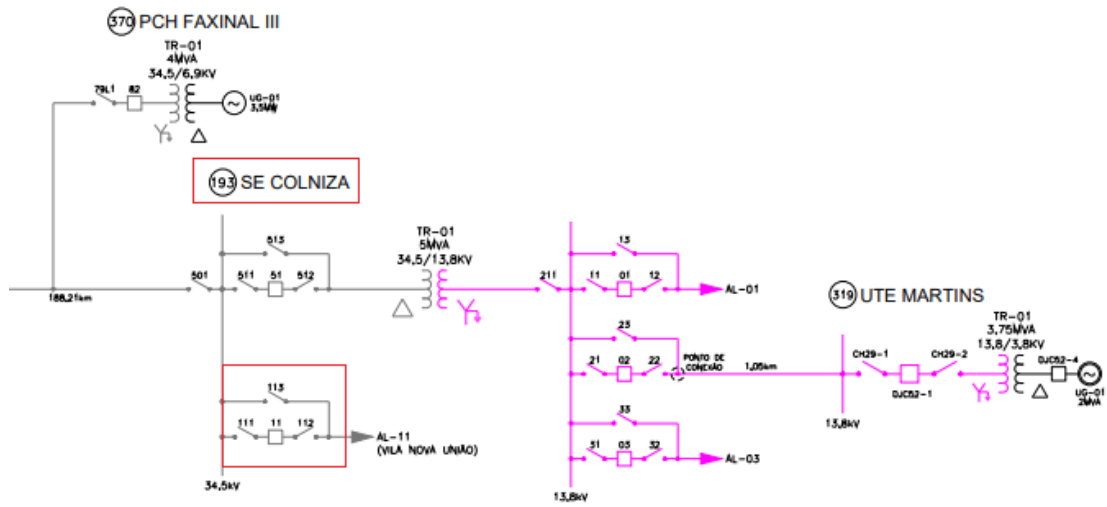 370 PCH FAXINAL III
TR-01
4MVA
34,5/6,9KV
79L1
82
UG-01
3,5MW
193 SE COLNIZA
513
501
511
51
512
188,21km
TR-01
5MVA
34,5/13,8KV
211
13
11
01
12
AL-01
23
21
02
22
PONTO DE
CONEXÃO
1,05km
319 UTE MARTINS
TR-01
3,75MVA
13,8/3,8KV
CH29-1
CH29-2
DJC52-1
DJC52-4
UG-01
2MVA
13,8kV
113
111
11
112
AL-11
(VILA NOVA UNIÃO)
34,5kV
33
31
03
32
AL-03
13,8kV